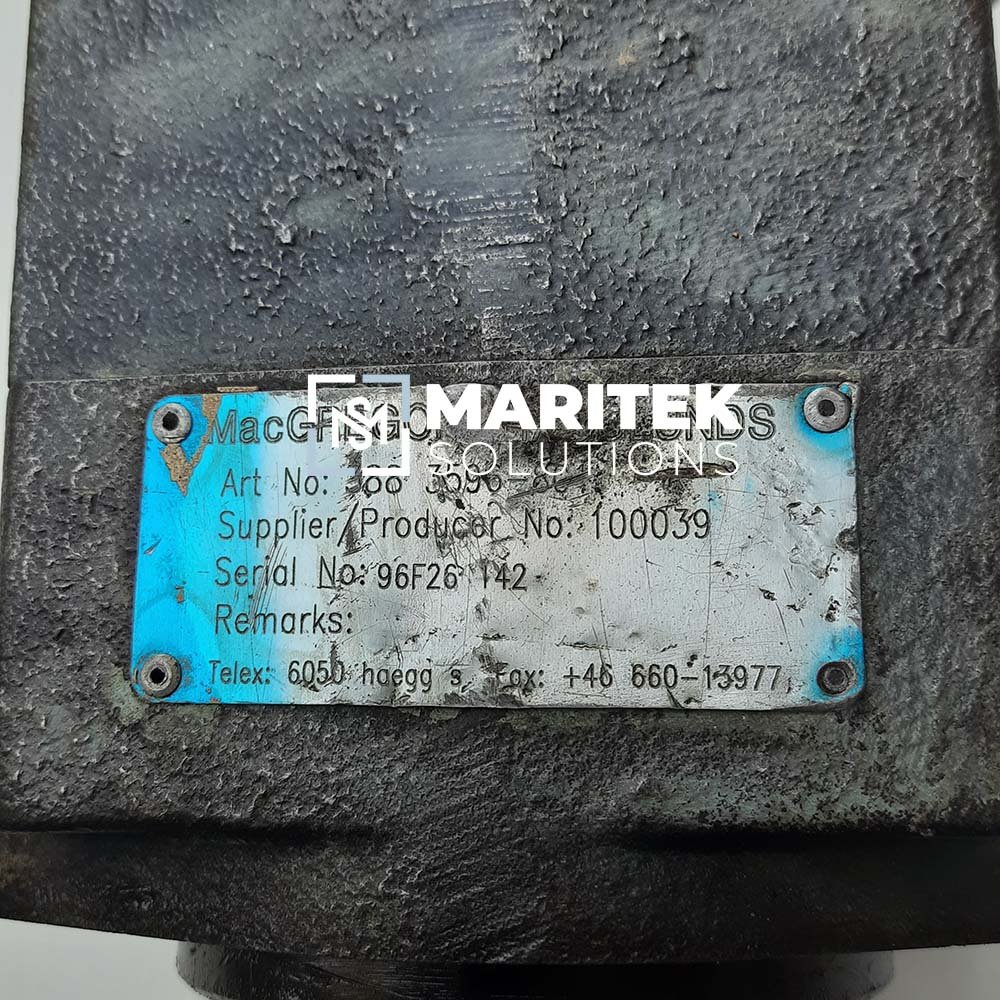 MARITEK
SOLUTIONS
Art No:
Supplier/Producer No: 100039
Serial No: 96F26 142
Remarks:
Telex: 6050 haegg s Fax: +46 660-13977